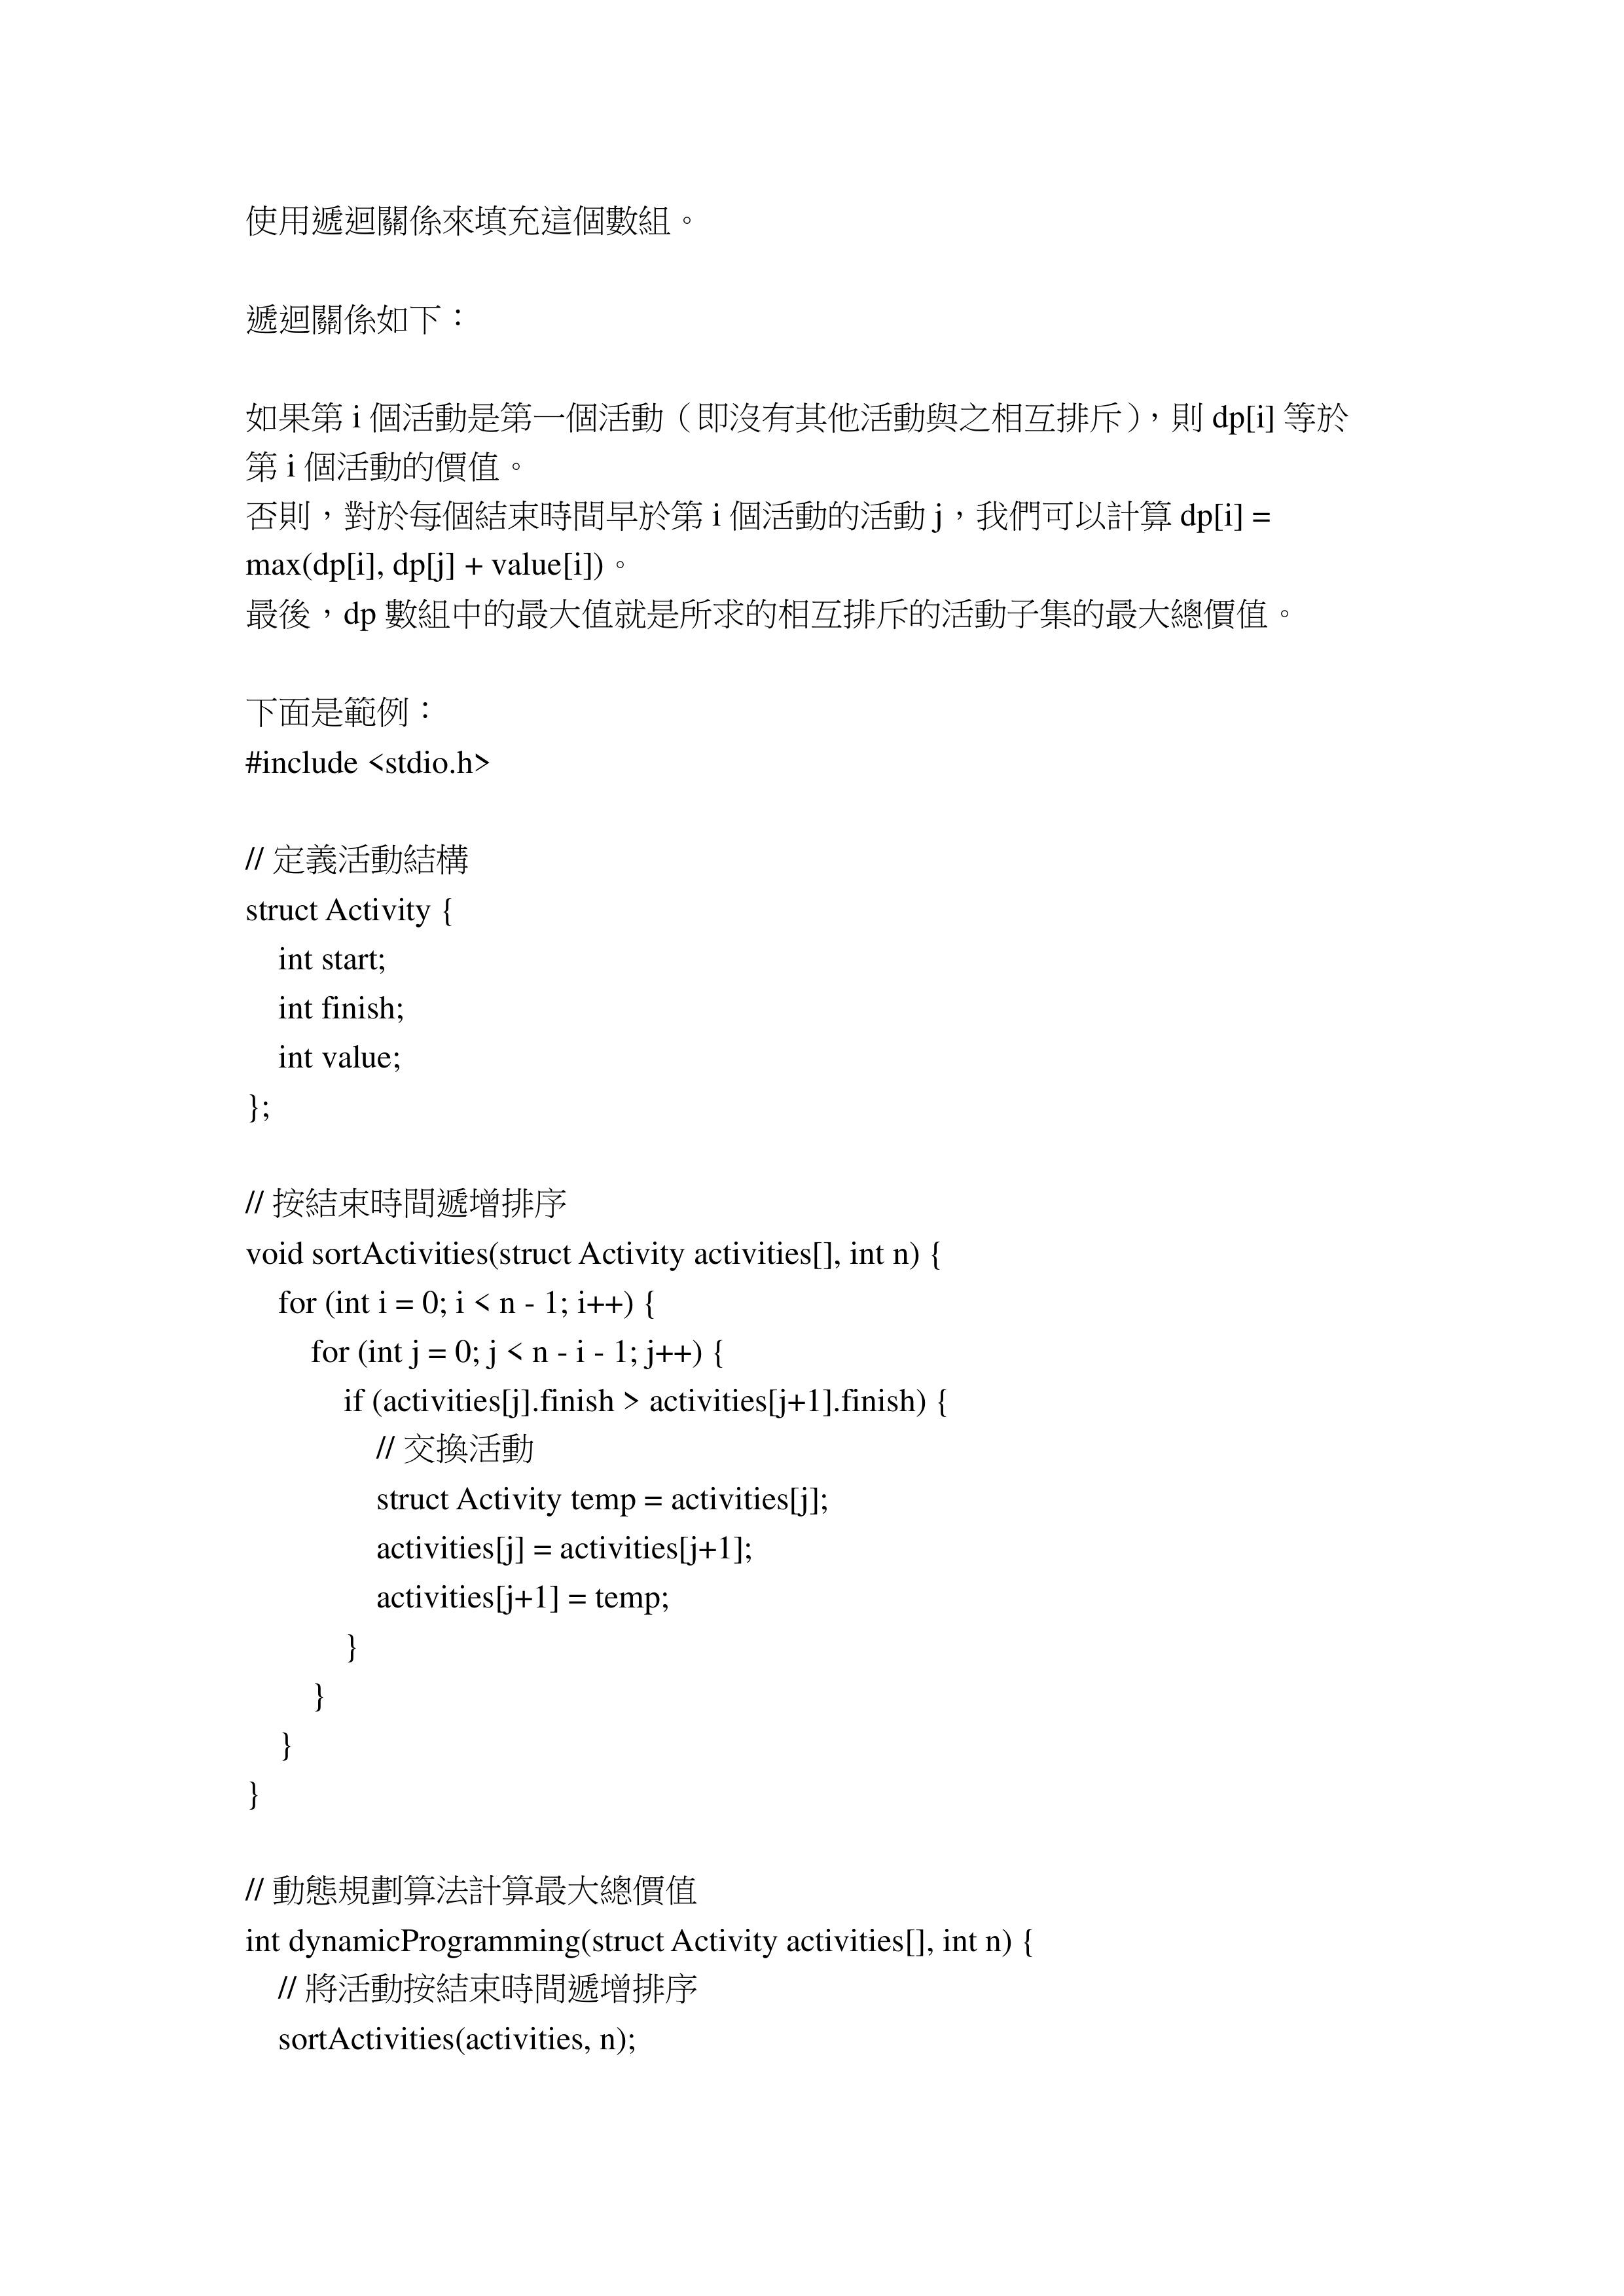 使用遞迴關係來填充這個數組。
遞迴關係如下：
如果第 i 個活動是第一個活動（即沒有其他活動與之相互排斥），則 dp[i] 等於
第 i 個活動的價值。
否則，對於每個結束時間早於第 i 個活動的活動 j，我們可以計算 dp[i] =
max(dp[i], dp[j] + value[i])。
最後，dp 數組中的最大值就是所求的相互排斥的活動子集的最大總價值。
下面是範例：
#include <stdio.h>
// 定義活動結構
struct Activity {
    int start;
    int finish;
    int value;
};
// 按結束時間遞增排序
void sortActivities(struct Activity activities[], int n) {
    for (int i = 0; i < n - 1; i++) {
        for (int j = 0; j < n - i - 1; j++) {
            if (activities[j].finish > activities[j+1].finish) {
                // 交換活動
                struct Activity temp = activities[j];
                activities[j] = activities[j+1];
                activities[j+1] = temp;
            }
        }
    }
}
// 動態規劃算法計算最大總價值
int dynamicProgramming(struct Activity activities[], int n) {
    // 將活動按結束時間遞增排序
    sortActivities(activities, n);